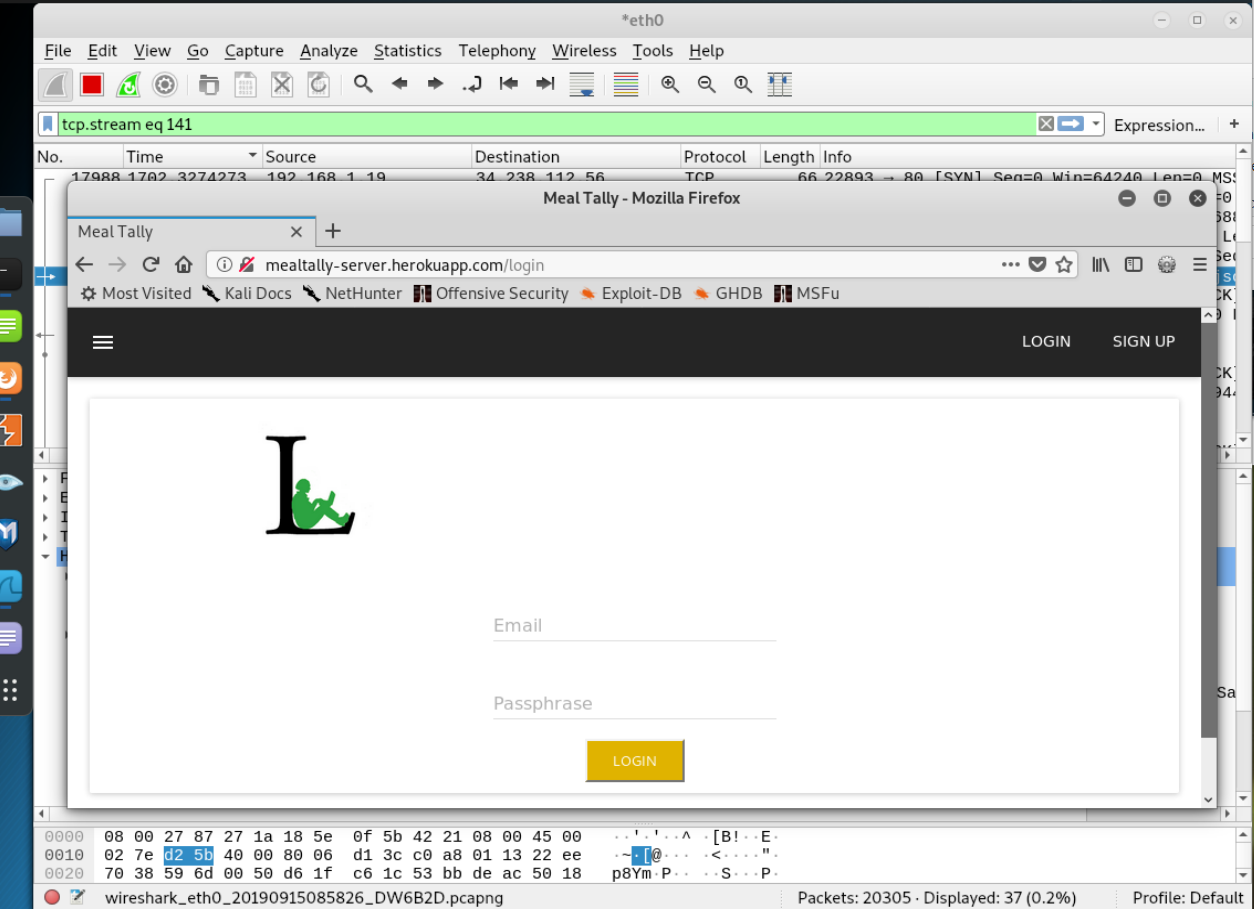 *eth0
File Edit View Go Capture Analyze Statistics Telephony Wireless Tools Help
tcp.stream eq 141
Expression... +
No. Time Source Destination Protocol Length Info
17988 1702.3274273 192.168.1.19 34.238.112.56 TCP 66 22893 → 80 [SYN] Seq=0 Win=64240 Len=0 MSS
Meal Tally - Mozilla Firefox
Meal Tally
mealtally-server.herokuapp.com/login
Most Visited Kali Docs NetHunter Offensive Security Exploit-DB GHDB MSFu
LOGIN SIGN UP
L
Email
Passphrase
LOGIN
0000 08 00 27 87 27 1a 18 5e 0f 5b 42 21 08 00 45 00 ··'·'··^ ·[B!··E·
0010 02 7e d2 5b 40 00 80 06 d1 3c c0 a8 01 13 22 ee ·~·[@··· ·<····"·
0020 70 38 59 6d 00 50 d6 1f c6 1c 53 bb de ac 50 18 p8Ym·P·· ··S···P·
wireshark_eth0_20190915085826_DW6B2D.pcapng
Packets: 20305 · Displayed: 37 (0.2%)
Profile: Default